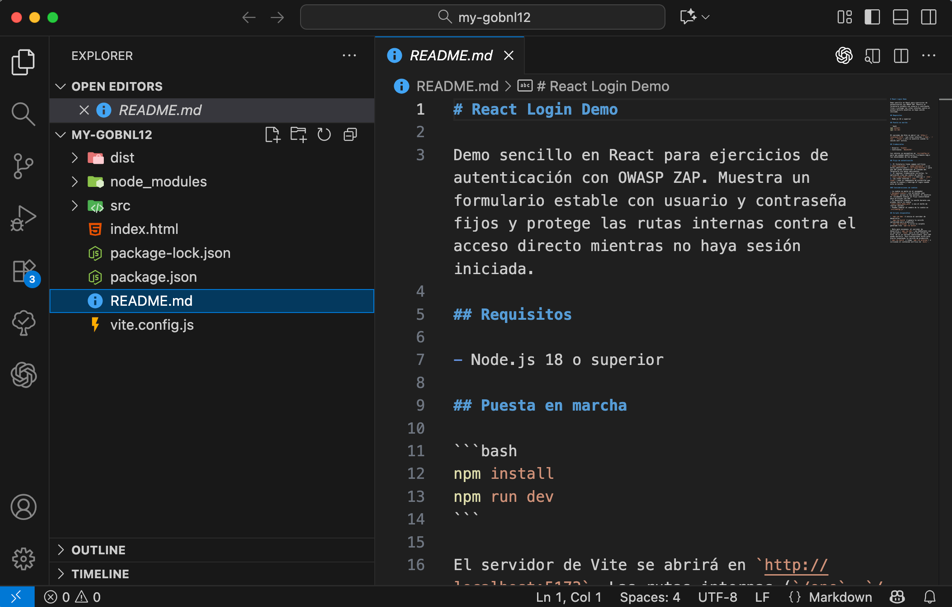 my-gobnl12
EXPLORER
OPEN EDITORS
README.md
MY-GOBNL12
dist
node_modules
src
index.html
package-lock.json
package.json
README.md
vite.config.js
OUTLINE
TIMELINE
3
README.md
README.md > # React Login Demo
1 # React Login Demo
2
3 Demo sencillo en React para ejercicios de
autenticación con OWASP ZAP. Muestra un
formulario estable con usuario y contraseña
fijos y protege las rutas internas contra el
acceso directo mientras no haya sesión
iniciada.
4
5 ## Requisitos
6
7 - Node.js 18 o superior
8
9 ## Puesta en marcha
10
11 ```bash
12 npm install
13 npm run dev
14 ```
15
16 El servidor de Vite se abrirá en `http://
0 0
Ln 1, Col 1 Spaces: 4 UTF-8 LF {} Markdown